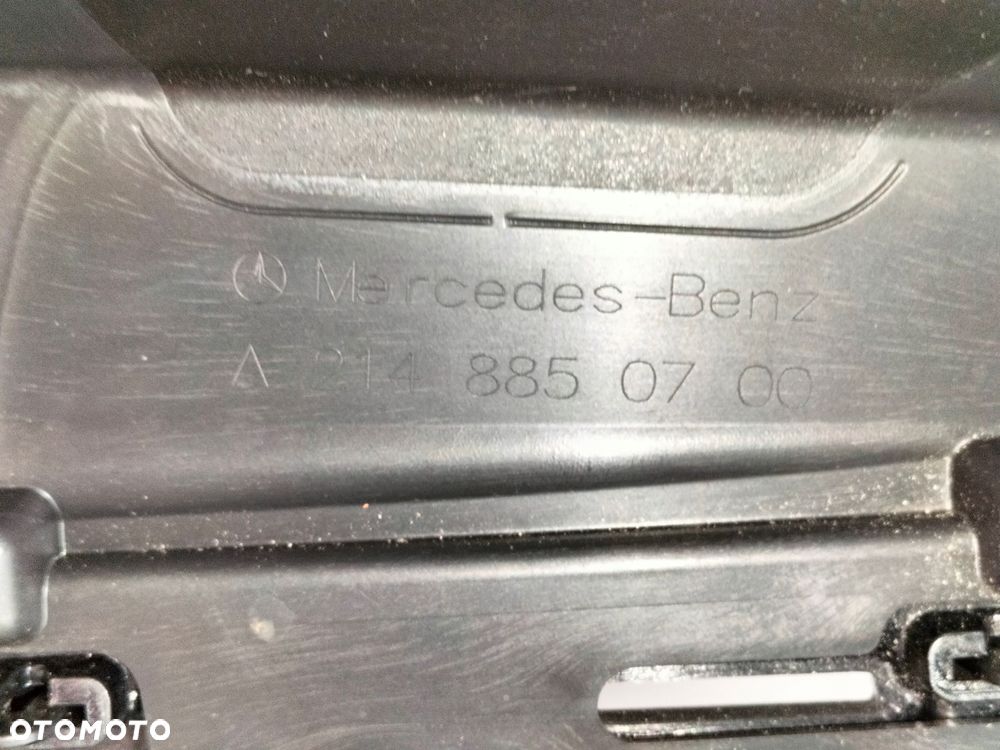 Mercedes-Benz
A 214 885 07 00
OTOMOTO